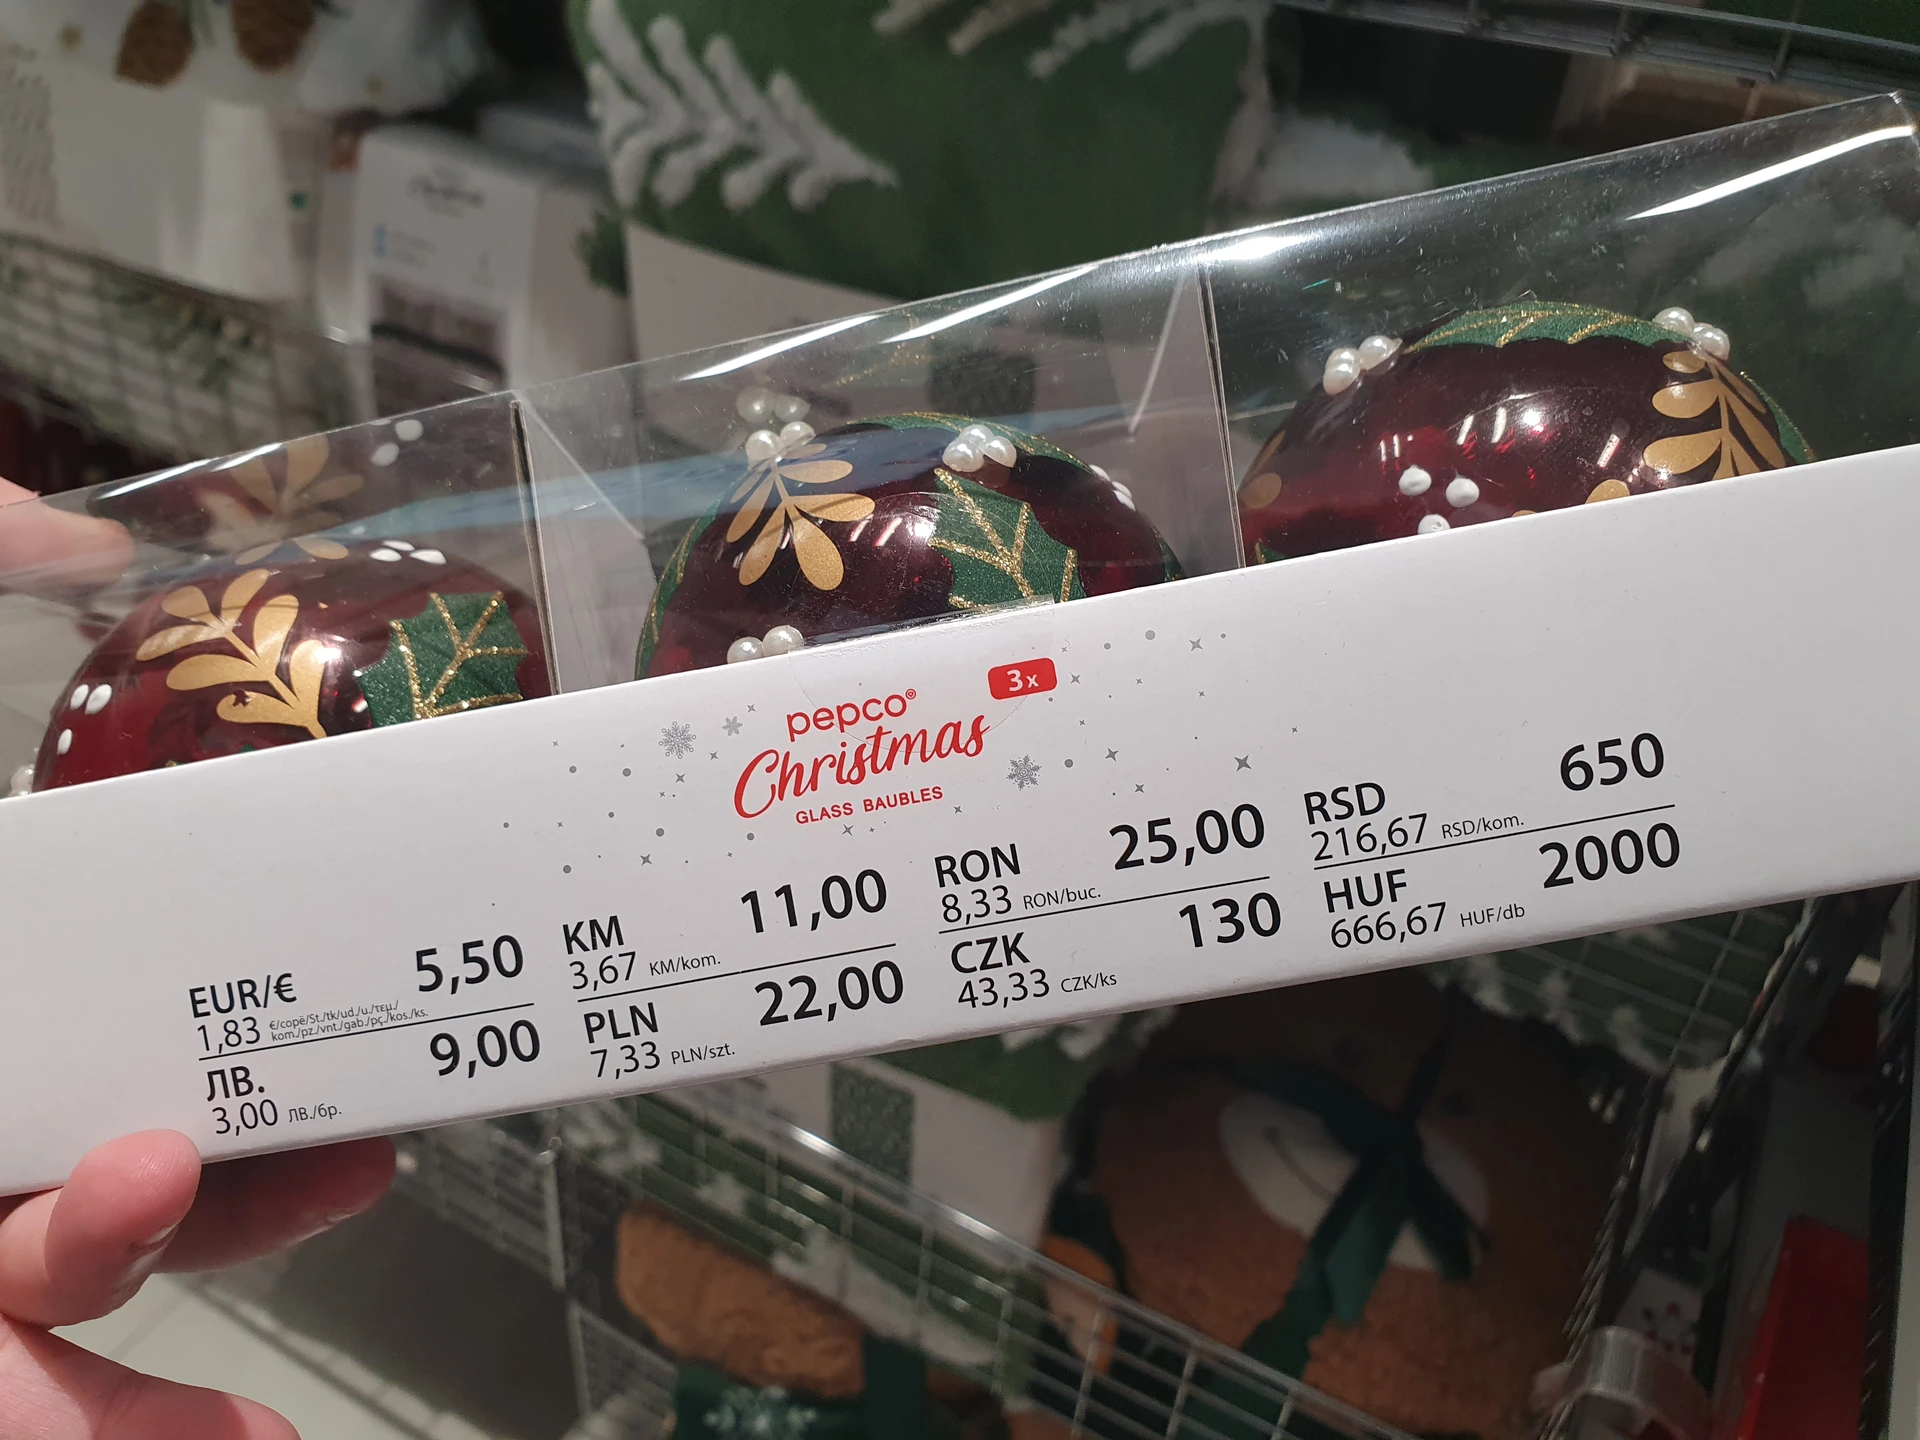 3x
pepco
Christmas
GLASS BAUBLES
EUR/€ 5,50
1,83 €/copë/St./tk/ud./u./τεμ./
kom./pz./vnt./gab./pç./kos./ks.
ЛВ. 9,00
3,00 ЛВ./бр.
KM 11,00
3,67 KM/kom.
PLN 22,00
7,33 PLN/szt.
RON 25,00
8,33 RON/buc.
CZK 130
43,33 CZK/ks
RSD 650
216,67 RSD/kom.
HUF 2000
666,67 HUF/db